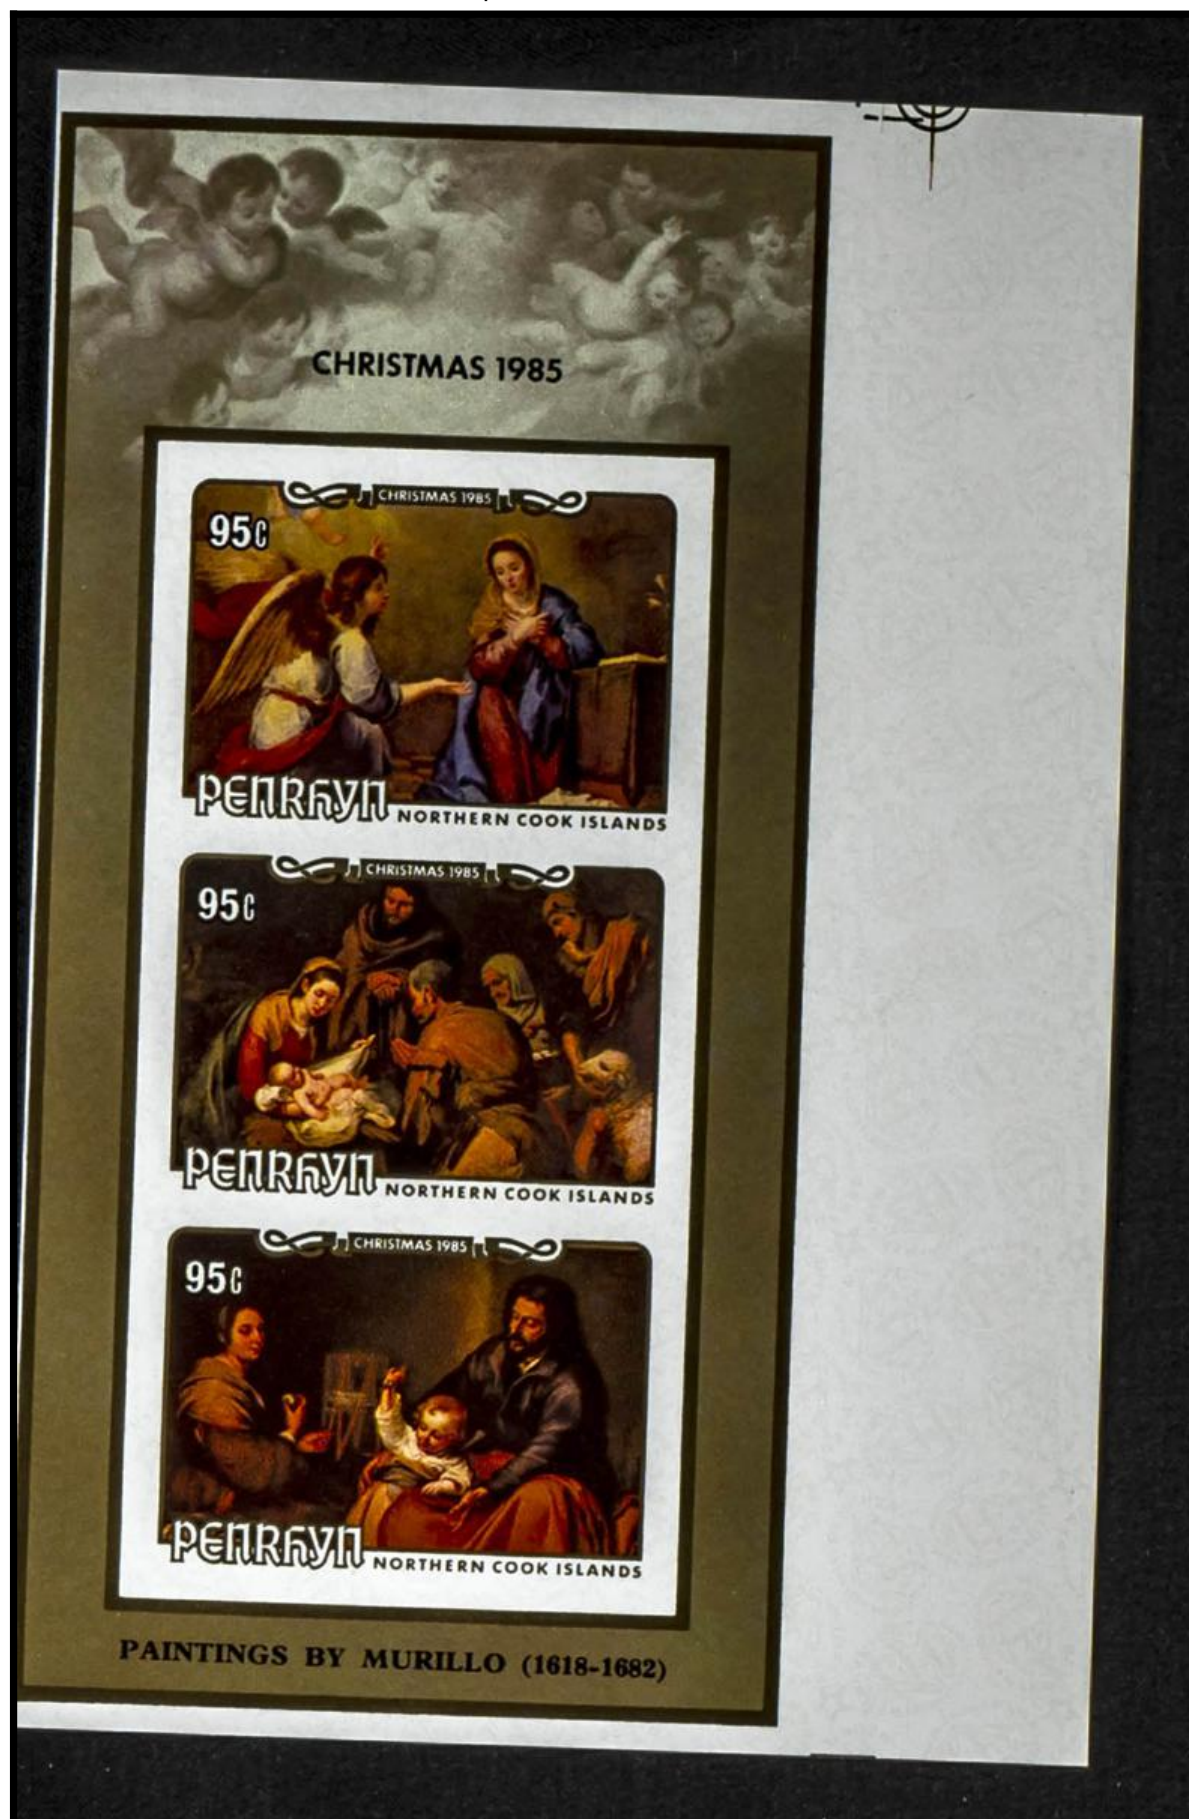 CHRISTMAS 1985
CHRISTMAS 1985
95c
PENRHYN NORTHERN COOK ISLANDS
CHRISTMAS 1985
95c
PENRHYN NORTHERN COOK ISLANDS
CHRISTMAS 1985
95c
PENRHYN NORTHERN COOK ISLANDS
PAINTINGS BY MURILLO (1618-1682)